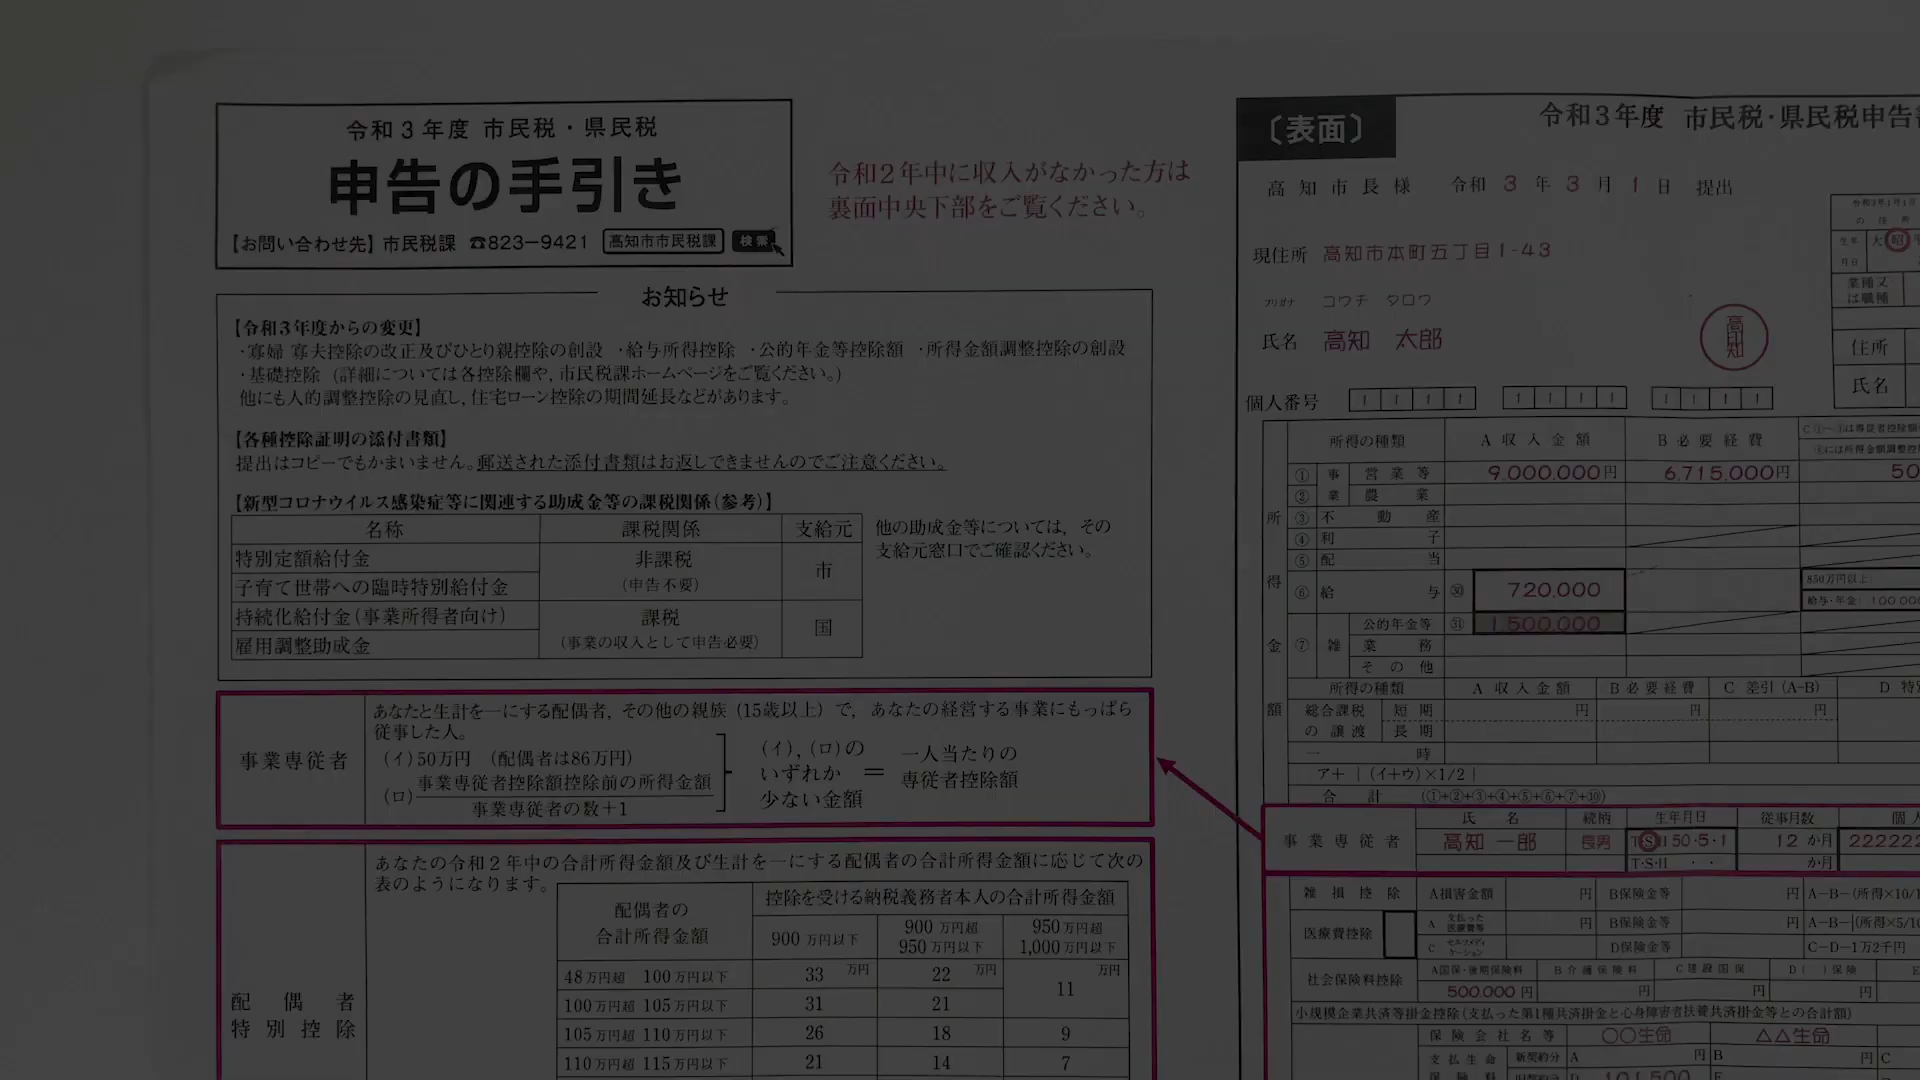 令和3年度 市民税・県民税
申告の手引き
【お問い合わせ先】市民税課 ☎823-9421 高知市市民税課 検索
令和2年中に収入がなかった方は
裏面中央下部をご覧ください。
お知らせ
【令和3年度からの変更】
・寡婦 寡夫控除の改正及びひとり親控除の創設 ・給与所得控除 ・公的年金等控除額 ・所得金額調整控除の創設
・基礎控除 (詳細については各控除欄や,市民税課ホームページをご覧ください。)
他にも人的調整控除の見直し,住宅ローン控除の期間延長などがあります。
【各種控除証明の添付書類】
提出はコピーでもかまいません。郵送された添付書類はお返しできませんのでご注意ください。
【新型コロナウイルス感染症等に関連する助成金等の課税関係(参考)】
名称 課税関係 支給元
特別定額給付金 非課税 市
子育て世帯への臨時特別給付金 (申告不要)
持続化給付金(事業所得者向け) 課税 国
雇用調整助成金 (事業の収入として申告必要)
他の助成金等については, その
支給元窓口でご確認ください。
事業専従者
あなたと生計を一にする配偶者, その他の親族 (15歳以上) で, あなたの経営する事業にもっぱら
従事した人。
(イ) 50万円 (配偶者は86万円)
(ロ) 事業専従者控除額控除前の所得金額
事業専従者の数+1
(イ), (ロ)の
いずれか
少ない金額
=
一人当たりの
専従者控除額
配偶者
特別控除
あなたの令和2年中の合計所得金額及び生計を一にする配偶者の合計所得金額に応じて次の
表のようになります。
配偶者の
合計所得金額
控除を受ける納税義務者本人の合計所得金額
900万円以下
900万円超
950万円以下
950万円超
1,000万円以下
48万円超 100万円以下 33万円 22万円 11万円
100万円超 105万円以下 31 21
105万円超 110万円以下 26 18 9
110万円超 115万円以下 21 14 7
〔表面〕
令和3年度 市民税・県民税申告
高知市長様 令和3年3月1日 提出
現住所 高知市本町五丁目1-43
フリガナ コウチ タロウ
氏名 高知 太郎
個人番号 1111 1111 1111
業種又
は職種
住所
氏名
所得金額
所得の種類 A 収入金額 B 必要経費
① 事業 営業等 9,000,000円 6,715,000円 50
② 農業
③ 不動産
④ 利子
⑤ 配当
⑥ 給与 ㉚ 720,000
850万円以上
給与・年金
⑦ 雑 公的年金等 ㉛ 1,500,000
業務
その他
所得の種類 A 収入金額 B 必要経費 C 差引(A-B) D 特
総合課税 短期 円 円 円
の譲渡 長期
一時
合計 (①+②+③+④+⑤+⑥+⑦+⑩)
事業専従者
氏名 続柄 生年月日 従事月数 個
高知 一郎 長男 T・S・H 50・5・1 12か月 222222
T・S・H ・ ・ か月
雑損控除 A損害金額 円 B保険金等 円 A-B-(所得×10/1
医療費控除
A 支払った医療費等 円 B保険金等 円 A-B-(所得×5/10
C セルフメディケーション D保険金等 C-D-1万2千円
社会保険料控除
A国保・後期保険料 B介護保険料 C建設国保 D( )保険
500,000円 円 円 円
小規模企業共済等掛金控除(支払った第1種共済掛金と心身障害者扶養共済掛金等との合計額)
保険会社名等 〇〇生命 △△生命
支払生命 新契約分 A 円 B 円 C
保険料 D 101,500